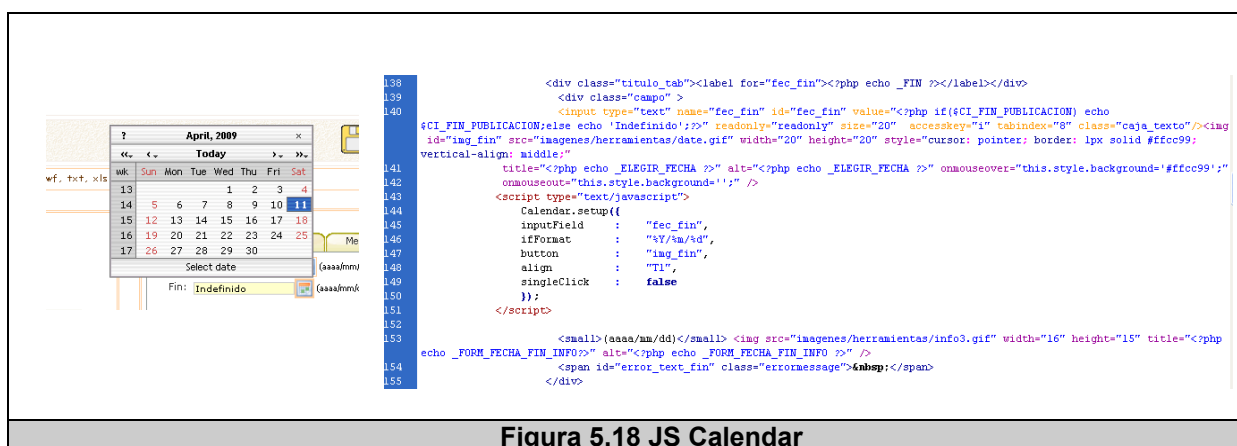 ? April, 2009 ×
«, ‹, Today ›, »,
wk Sun Mon Tue Wed Thu Fri Sat
13 1 2 3 4
14 5 6 7 8 9 10 11
15 12 13 14 15 16 17 18
16 19 20 21 22 23 24 25
17 26 27 28 29 30
Select date
wf, txt, xls
Me
(aaaa/mm/
Fin: Indefinido (aaaa/mm/
138 <div class="titulo_tab"><label for="fec_fin"><?php echo _FIN ?></label></div>
139 <div class="campo" >
140 <input type="text" name="fec_fin" id="fec_fin" value="<?php if($CI_FIN_PUBLICACION) echo
$CI_FIN_PUBLICACION;else echo 'Indefinido';?>" readonly="readonly" size="20" accesskey="i" tabindex="8" class="caja_texto"/><img
id="img_fin" src="imagenes/herramientas/date.gif" width="20" height="20" style="cursor: pointer; border: 1px solid #ffcc99;
vertical-align: middle;"
141 title="<?php echo _ELEGIR_FECHA ?>" alt="<?php echo _ELEGIR_FECHA ?>" onmouseover="this.style.background='#ffcc99';"
142 onmouseout="this.style.background='';" />
143 <script type="text/javascript">
144 Calendar.setup({
145 inputField : "fec_fin",
146 ifFormat : "%Y/%m/%d",
147 button : "img_fin",
148 align : "Tl",
149 singleClick : false
150 });
151 </script>
152
153 <small>(aaaa/mm/dd)</small> <img src="imagenes/herramientas/info3.gif" width="16" height="15" title="<?php
echo _FORM_FECHA_FIN_INFO?>" alt="<?php echo _FORM_FECHA_FIN_INFO ?>" />
154 <span id="error_text_fin" class="errormessage">&nbsp;</span>
155 </div>
Figura 5.18 JS Calendar